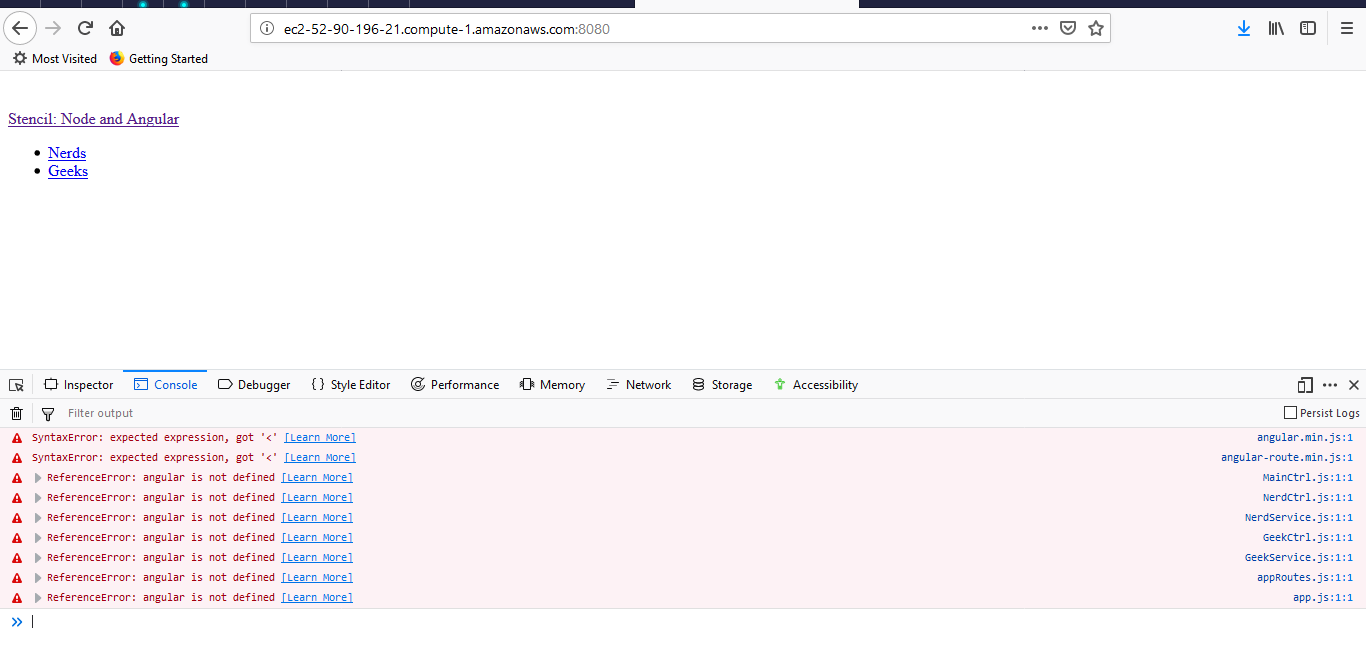 ec2-52-90-196-21.compute-1.amazonaws.com:8080
Most Visited Getting Started
Stencil: Node and Angular
Nerds
Geeks
Inspector Console Debugger Style Editor Performance Memory Network Storage Accessibility
Filter output Persist Logs
SyntaxError: expected expression, got '<' [Learn More] angular.min.js:1
SyntaxError: expected expression, got '<' [Learn More] angular-route.min.js:1
ReferenceError: angular is not defined [Learn More] MainCtrl.js:1:1
ReferenceError: angular is not defined [Learn More] NerdCtrl.js:1:1
ReferenceError: angular is not defined [Learn More] NerdService.js:1:1
ReferenceError: angular is not defined [Learn More] GeekCtrl.js:1:1
ReferenceError: angular is not defined [Learn More] GeekService.js:1:1
ReferenceError: angular is not defined [Learn More] appRoutes.js:1:1
ReferenceError: angular is not defined [Learn More] app.js:1:1